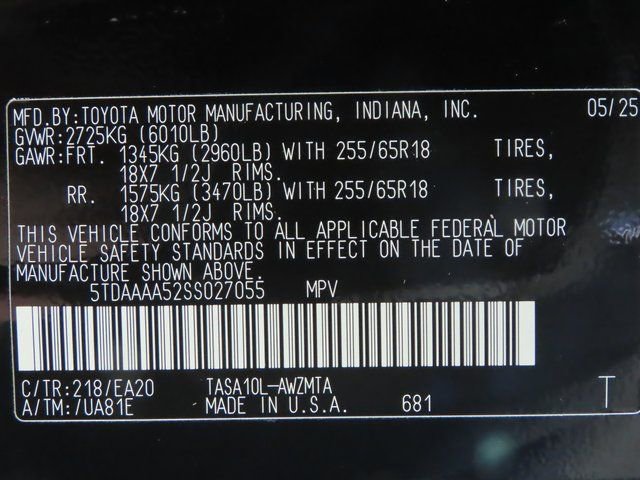 MFD.BY:TOYOTA MOTOR MANUFACTURING, INDIANA, INC. 05/25
GVWR:2725KG (6010LB)
GAWR:FRT. 1345KG (2960LB) WITH 255/65R18 TIRES,
18X7 1/2J RIMS.
RR. 1575KG (3470LB) WITH 255/65R18 TIRES,
18X7 1/2J RIMS.
THIS VEHICLE CONFORMS TO ALL APPLICABLE FEDERAL MOTOR
VEHICLE SAFETY STANDARDS IN EFFECT ON THE DATE OF
MANUFACTURE SHOWN ABOVE.
5TDAAAA52SS027055 MPV
C/TR:218/EA20 TASA10L-AWZMTA
A/TM:/UA81E MADE IN U.S.A. 681 T